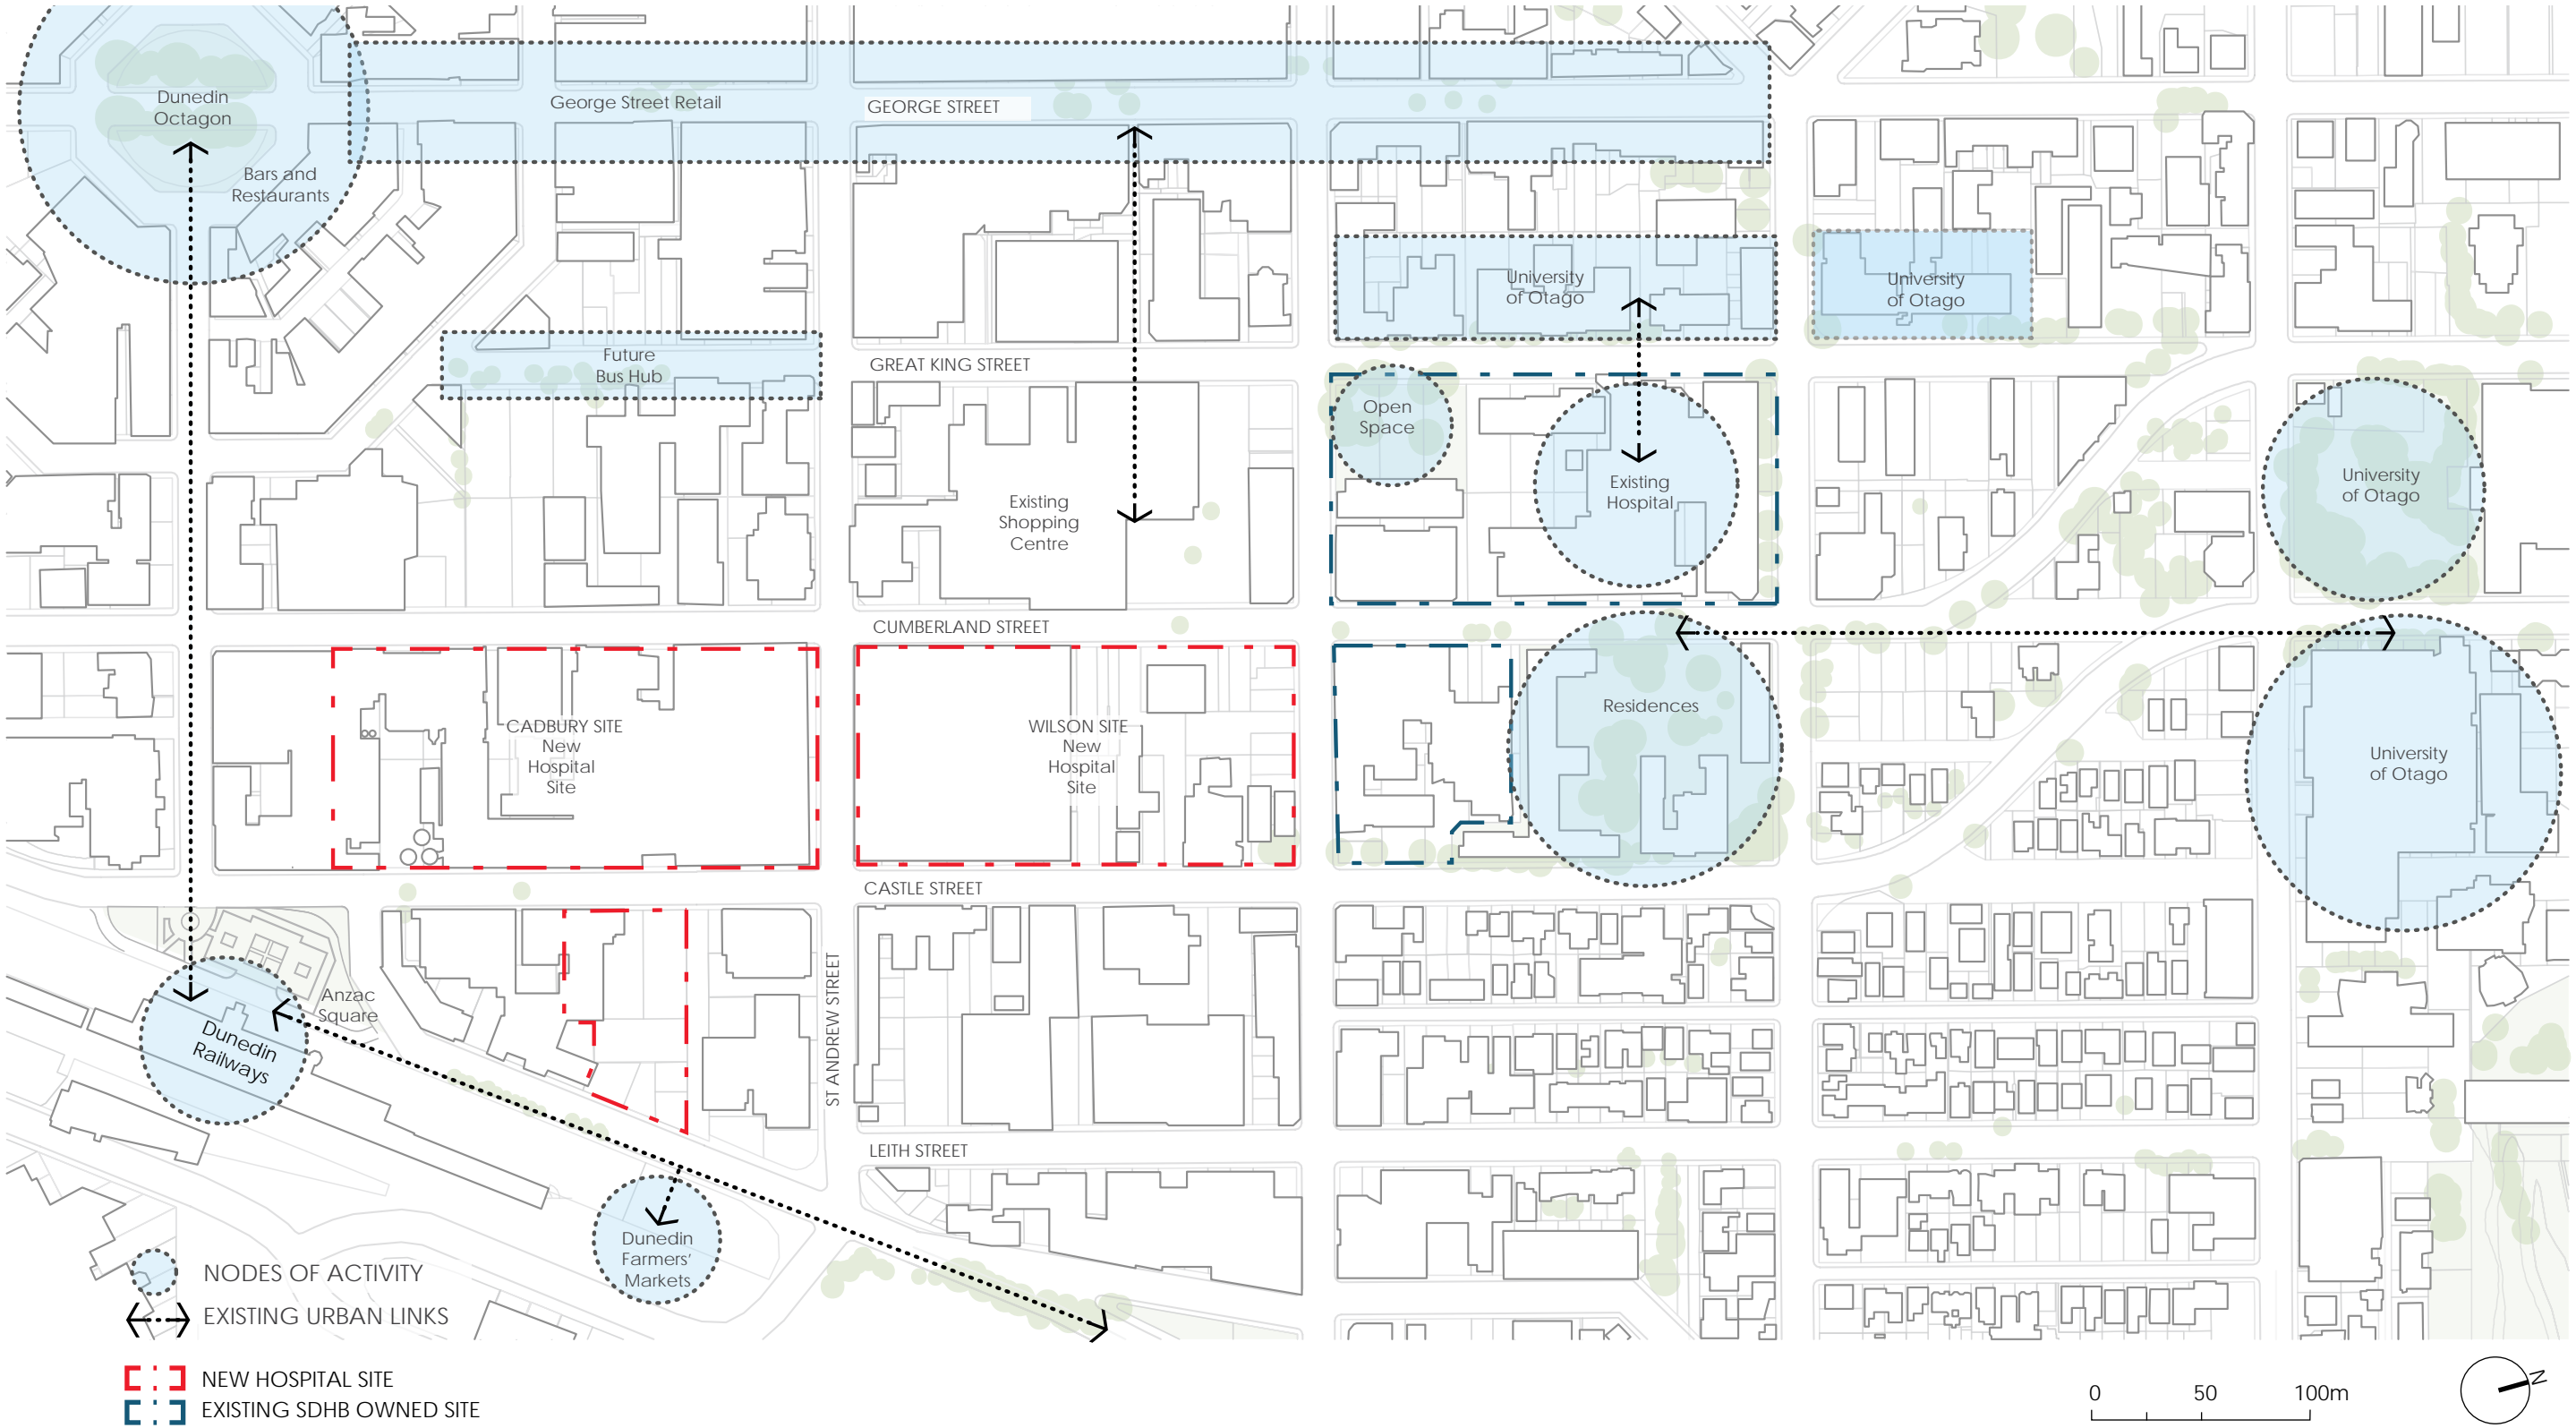 Dunedin
Octagon
George Street Retail
GEORGE STREET
Bars and
Restaurants
University
of Otago
University
of Otago
Future
Bus Hub
GREAT KING STREET
Open
Space
Existing
Shopping
Centre
Existing
Hospital
University
of Otago
CUMBERLAND STREET
CADBURY SITE
New
Hospital
Site
WILSON SITE
New
Hospital
Site
Residences
University
of Otago
CASTLE STREET
ST ANDREW STREET
Anzac
Square
Dunedin
Railways
LEITH STREET
Dunedin
Farmers'
Markets
NODES OF ACTIVITY
EXISTING URBAN LINKS
NEW HOSPITAL SITE
EXISTING SDHB OWNED SITE
0 50 100m
N